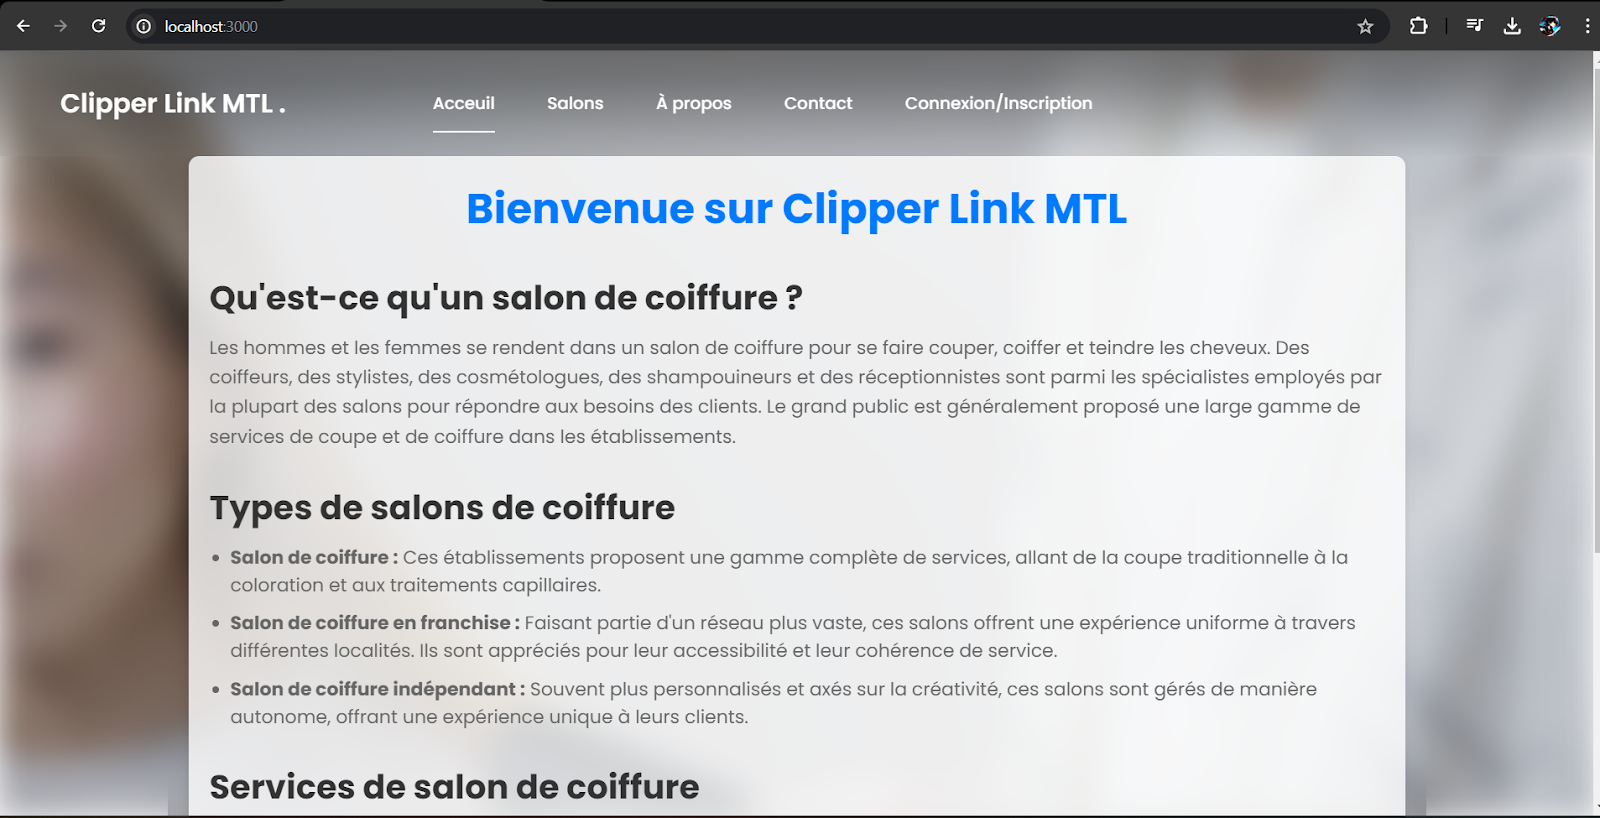 localhost:3000
Clipper Link MTL .
Acceuil Salons À propos Contact Connexion/Inscription
Bienvenue sur Clipper Link MTL
Qu'est-ce qu'un salon de coiffure ?
Les hommes et les femmes se rendent dans un salon de coiffure pour se faire couper, coiffer et teindre les cheveux. Des
coiffeurs, des stylistes, des cosmétologues, des shampouineurs et des réceptionnistes sont parmi les spécialistes employés par
la plupart des salons pour répondre aux besoins des clients. Le grand public est généralement proposé une large gamme de
services de coupe et de coiffure dans les établissements.
Types de salons de coiffure
• Salon de coiffure : Ces établissements proposent une gamme complète de services, allant de la coupe traditionnelle à la
coloration et aux traitements capillaires.
• Salon de coiffure en franchise : Faisant partie d'un réseau plus vaste, ces salons offrent une expérience uniforme à travers
différentes localités. Ils sont appréciés pour leur accessibilité et leur cohérence de service.
• Salon de coiffure indépendant : Souvent plus personnalisés et axés sur la créativité, ces salons sont gérés de manière
autonome, offrant une expérience unique à leurs clients.
Services de salon de coiffure